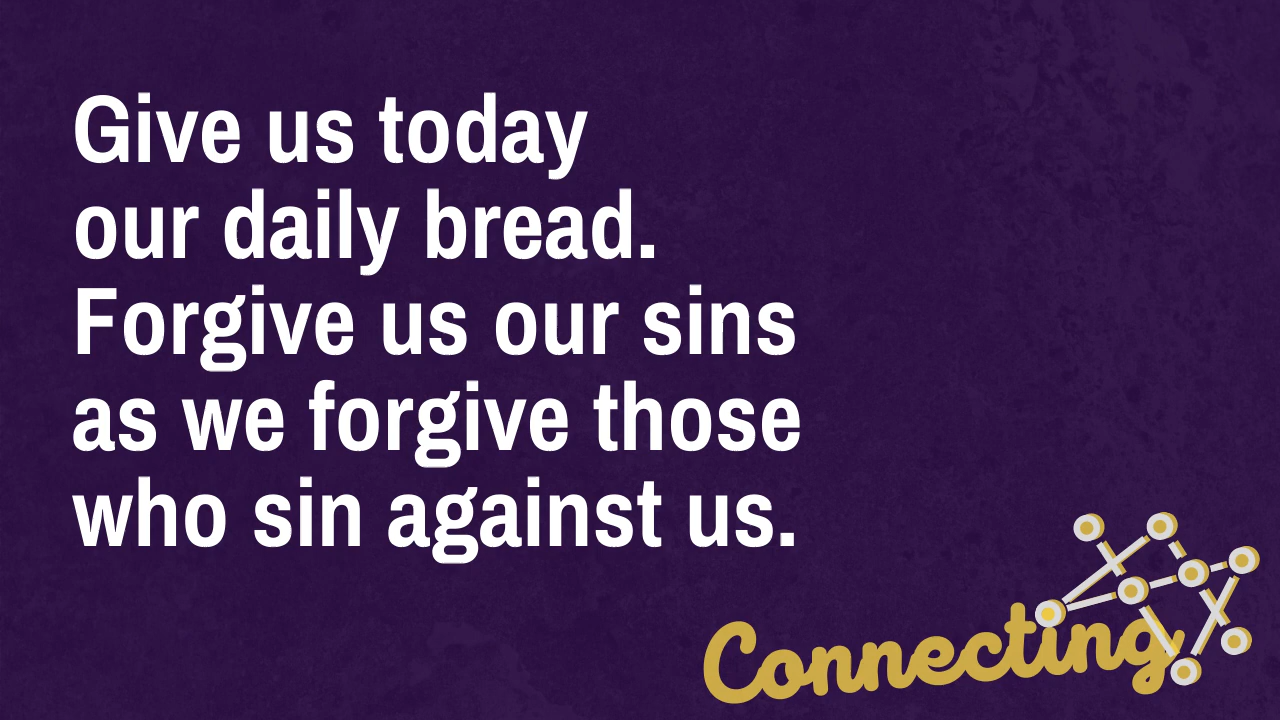 Give us today
our daily bread.
Forgive us our sins
as we forgive those
who sin against us.
Connecting